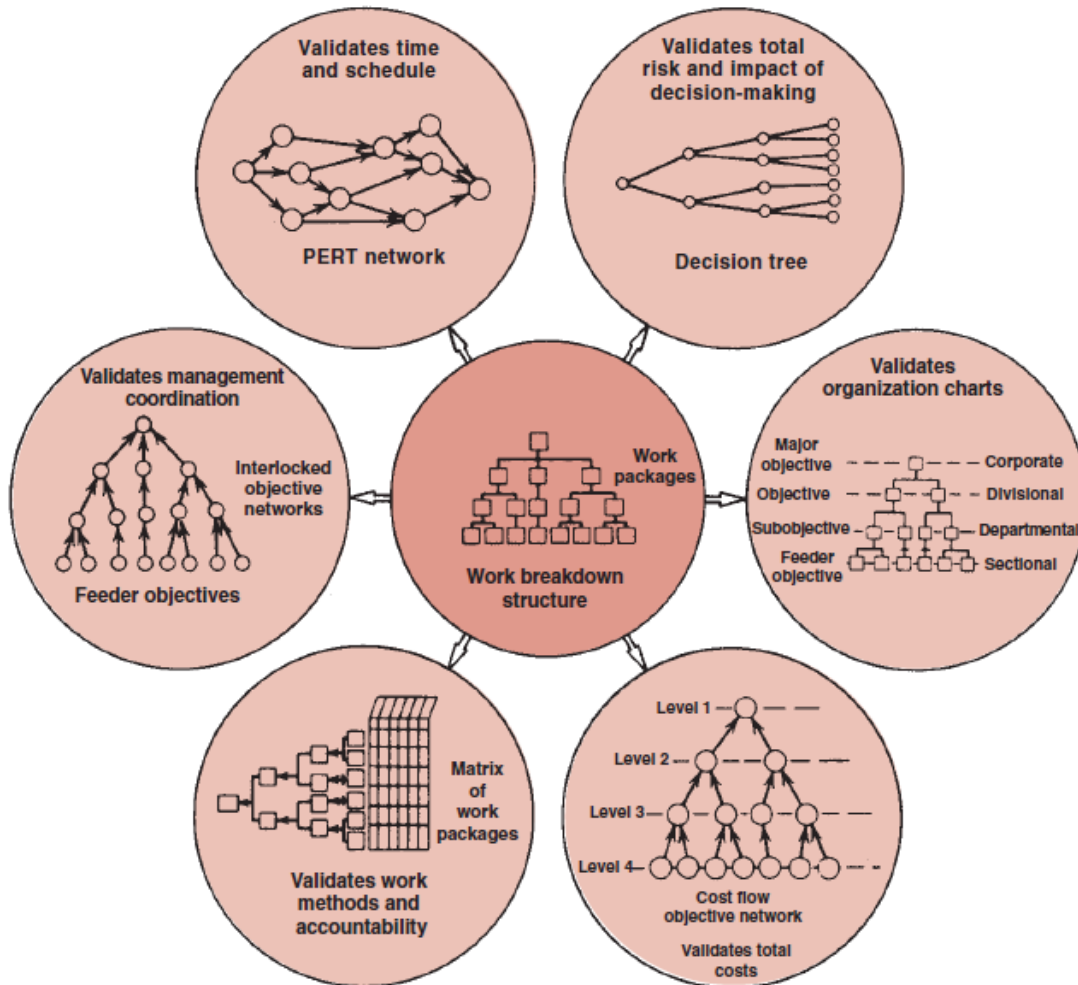 Validates time
and schedule
PERT network
Validates total
risk and impact of
decision-making
Decision tree
Validates management
coordination
Interlocked
objective
networks
Feeder objectives
Work
packages
Work breakdown
structure
Validates
organization charts
Major
objective
Corporate
Objective
Divisional
Subobjective
Departmental
Feeder
objective
Sectional
Matrix
of
work
packages
Validates work
methods and
accountability
Level 1
Level 2
Level 3
Level 4
Cost flow
objective network
Validates total
costs